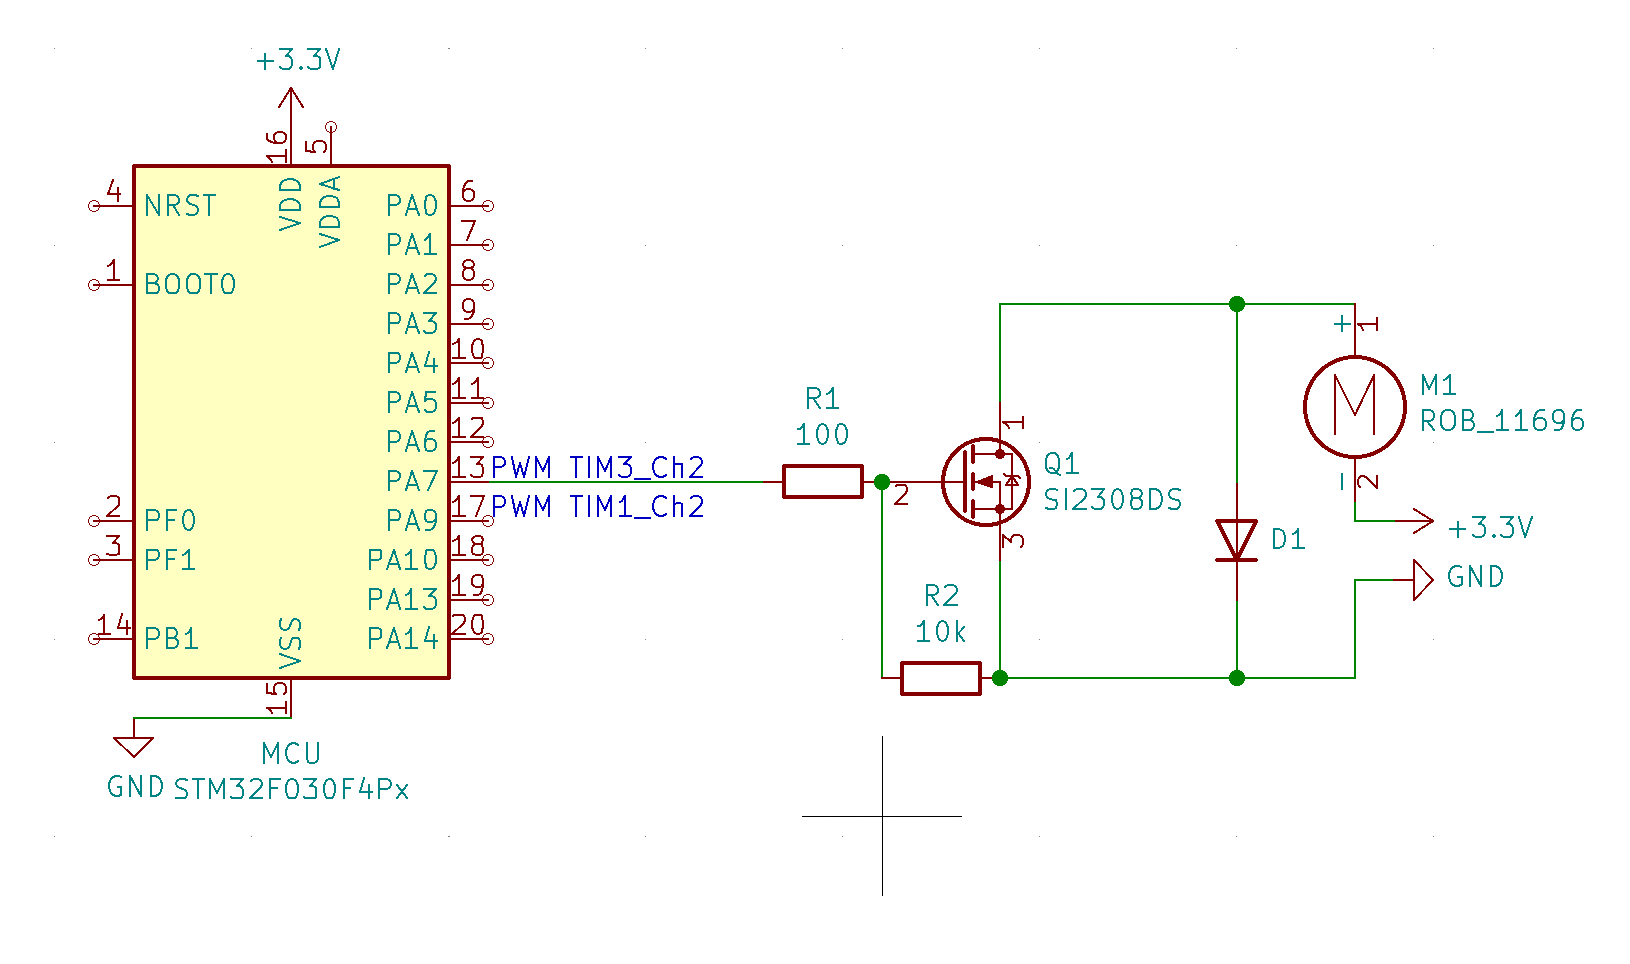 +3.3V
16
5
VDD
VDDA
4
NRST
1
BOOT0
2
PF0
3
PF1
14
PB1
VSS
15
GND
MCU
STM32F030F4Px
PA0
6
PA1
7
PA2
8
PA3
9
PA4
10
PA5
11
PA6
12
PA7
13
PWM TIM3_Ch2
PA9
17
PWM TIM1_Ch2
PA10
18
PA13
19
PA14
20
R1
100
2
1
3
Q1
SI2308DS
R2
10k
D1
+
1
M
M1
ROB_11696
-
2
+3.3V
GND